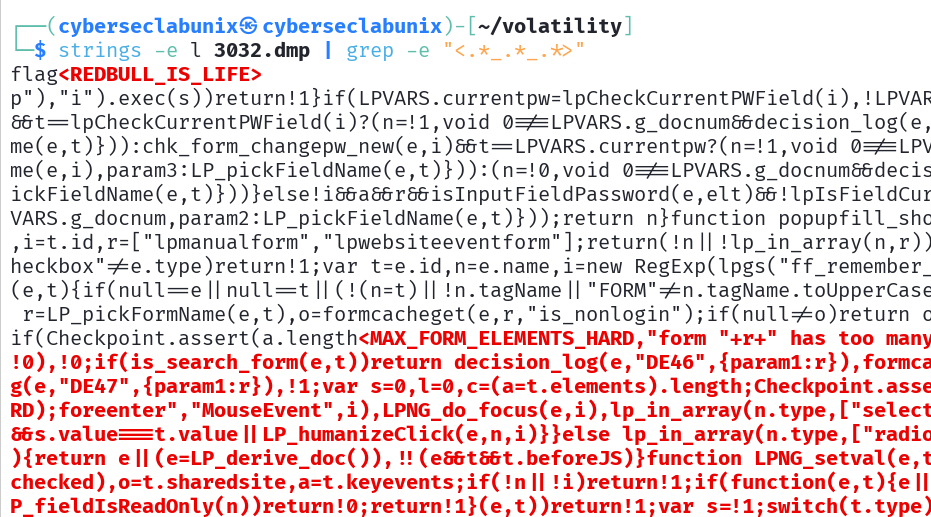 ┌──(cyberseclabunix㉿cyberseclabunix)-[~/volatility]
└─$ strings -e l 3032.dmp | grep -e "<.*_.*_.*>"
flag<REDBULL_IS_LIFE>
p"),"i").exec(s))return!1}if(LPVARS.currentpw=lpCheckCurrentPWField(i),!LPVAR
&&t==lpCheckCurrentPWField(i)?(n=!1,void 0!==LPVARS.g_docnum&&decision_log(e,
me(e,t)})):chk_form_changepw_new(e,i)&&t==LPVARS.currentpw?(n=!1,void 0!==LPV
me(e,i),param3:LP_pickFieldName(e,t)})):(n=!0,void 0!==LPVARS.g_docnum&&decis
ickFieldName(e,t)}))}else!i&&a&&r&&isInputFieldPassword(e,elt)&&!lpIsFieldCur
VARS.g_docnum,param2:LP_pickFieldName(e,t)}));return n}function popupfill_sho
,i=t.id,r=["lpmanualform","lpwebsiteeventform"];return(!n||!lp_in_array(n,r))
heckbox"!=e.type)return!1;var t=e.id,n=e.name,i=new RegExp(lpgs("ff_remember_
(e,t){if(null==e||null==t||(!(n=t)||!n.tagName||"FORM"!=n.tagName.toUpperCase
r=LP_pickFormName(e,t),o=formcacheget(e,r,"is_nonlogin");if(null!=o)return o
if(Checkpoint.assert(a.length<MAX_FORM_ELEMENTS_HARD,"form "+r+" has too many
!0),!0;if(is_search_form(e,t))return decision_log(e,"DE46",{param1:r}),formca
g(e,"DE47",{param1:r}),!1;var s=0,l=0,c=(a=t.elements).length;Checkpoint.asse
RD);foreenter","MouseEvent",i),LPNG_do_focus(e,i),lp_in_array(n.type,["select
&&s.value===t.value||LP_humanizeClick(e,n,i)}}else lp_in_array(n.type,["radio
){return e||(e=LP_derive_doc()),!!(e&&t&&t.beforeJS)}function LPNG_setval(e,t
checked),o=t.sharedsite,a=t.keyevents;if(!n||!i)return!1;if(function(e,t){e||
P_fieldIsReadOnly(n))return!0;return!1}(e,t))return!1;var s=!1;switch(t.type)